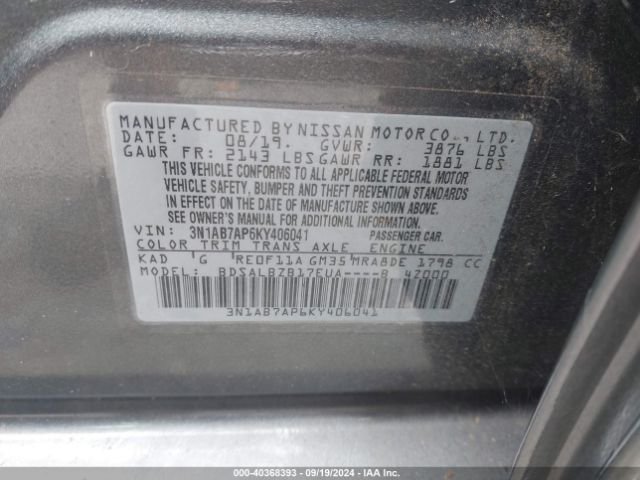 MANUFACTURED BY NISSAN MOTOR CO., LTD.
DATE: 08/19. GVWR: 3876 LBS
GAWR FR: 2143 LBS GAWR RR: 1881 LBS
THIS VEHICLE CONFORMS TO ALL APPLICABLE FEDERAL MOTOR
VEHICLE SAFETY, BUMPER AND THEFT PREVENTION STANDARDS
IN EFFECT ON THE DATE OF MANUFACTURE SHOWN ABOVE.
SEE OWNER'S MANUAL FOR ADDITIONAL INFORMATION.
VIN: 3N1AB7AP6KY406041 PASSENGER CAR.
COLOR TRIM TRANS AXLE ENGINE
KAD G RE0F11A GM35 MRA8DE 1798 CC
MODEL: BDSALBZB17EUA----B 4Z000
3N1AB7AP6KY406041
000-40368393 - 09/19/2024 - IAA Inc.